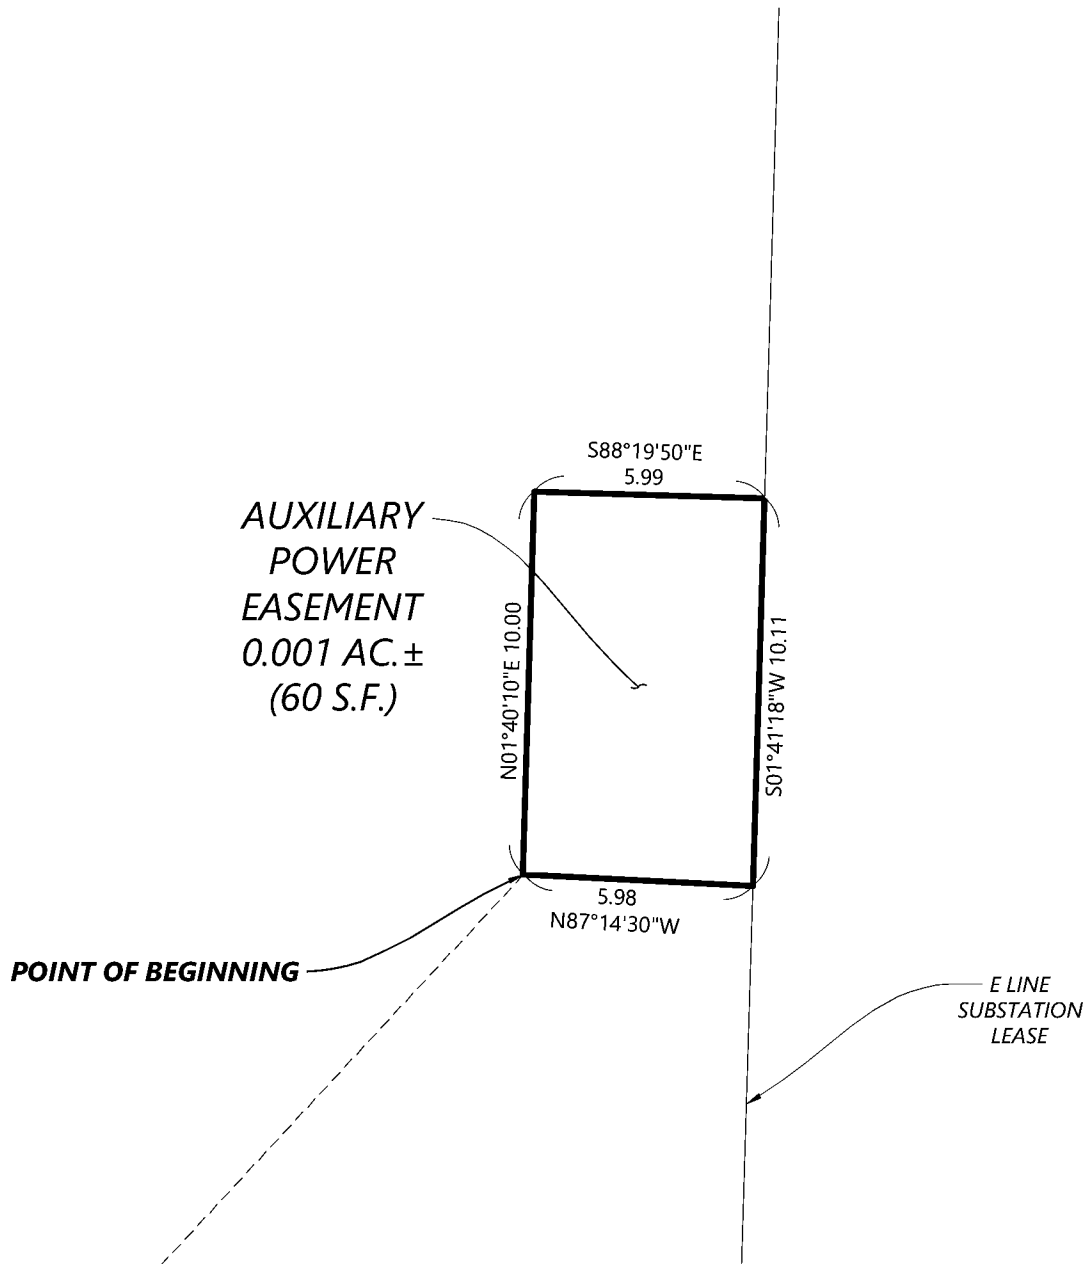 S88°19'50"E
5.99
AUXILIARY
POWER
EASEMENT
0.001 AC.±
(60 S.F.)
N01°40'10"E 10.00
S01°41'18"W 10.11
5.98
N87°14'30"W
POINT OF BEGINNING
E LINE
SUBSTATION
LEASE